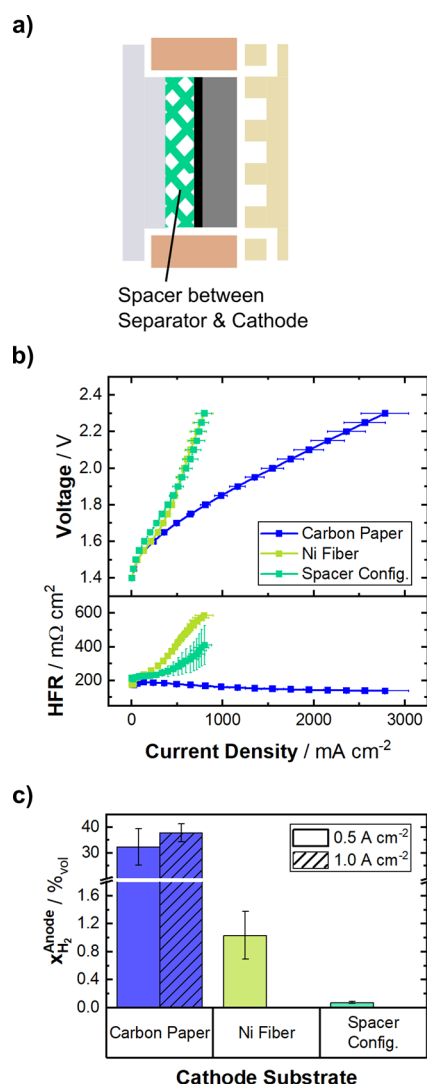 a)
Spacer between
Separator & Cathode
b)
Voltage / V
2.4
2.2
2.0
1.8
1.6
1.4
Carbon Paper
Ni Fiber
Spacer Config.
HFR / mΩ cm²
600
400
200
0
1000
2000
3000
Current Density / mA cm⁻²
c)
x_H₂^Anode / %vol
40
30
1.6
1.2
0.8
0.4
0.0
0.5 A cm⁻²
1.0 A cm⁻²
Carbon Paper
Ni Fiber
Spacer
Config.
Cathode Substrate